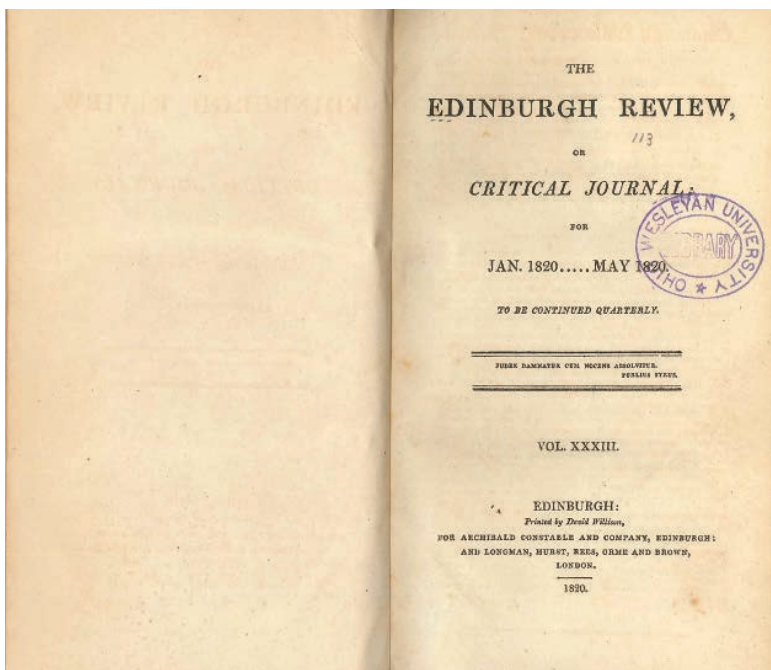 THE
EDINBURGH REVIEW,
113
OR
CRITICAL JOURNAL:
FOR
JAN. 1820.....MAY 1820.
OHIO WESLEYAN UNIVERSITY
LIBRARY
TO BE CONTINUED QUARTERLY.
JUDEX DAMNATUR CUM NOCENS ABSOLVITUR.
PUBLIUS SYRUS.
VOL. XXXIII.
EDINBURGH:
Printed by David Willison,
FOR ARCHIBALD CONSTABLE AND COMPANY, EDINBURGH:
AND LONGMAN, HURST, REES, ORME AND BROWN,
LONDON.
1820.